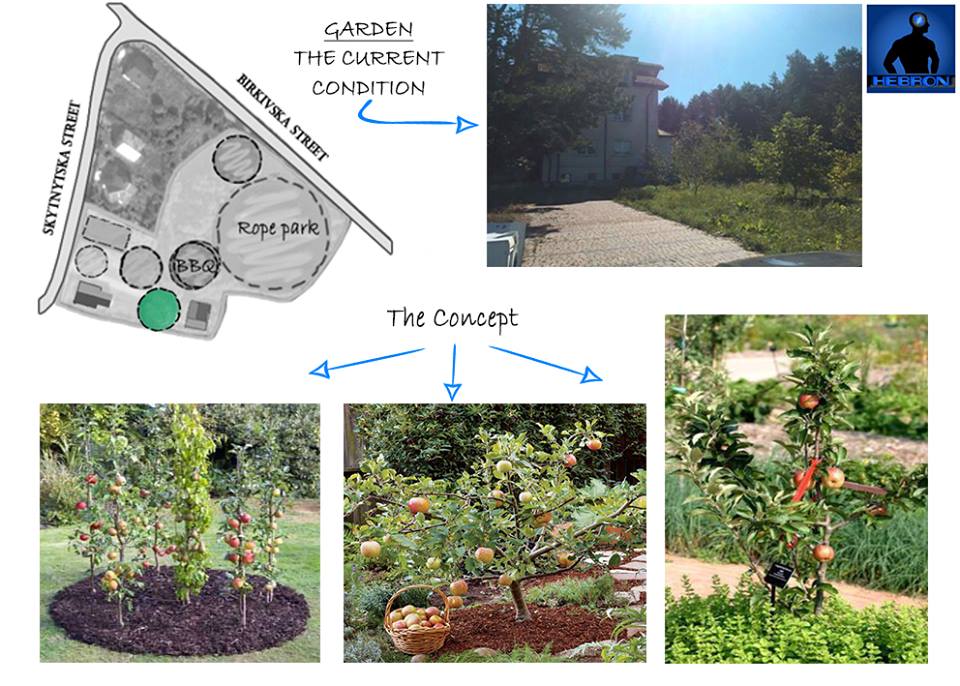 GARDEN
THE CURRENT
CONDITION
HEBRON
BIRKIVSKA STREET
SKYTNYTSKA STREET
Rope park
BBQ
The Concept